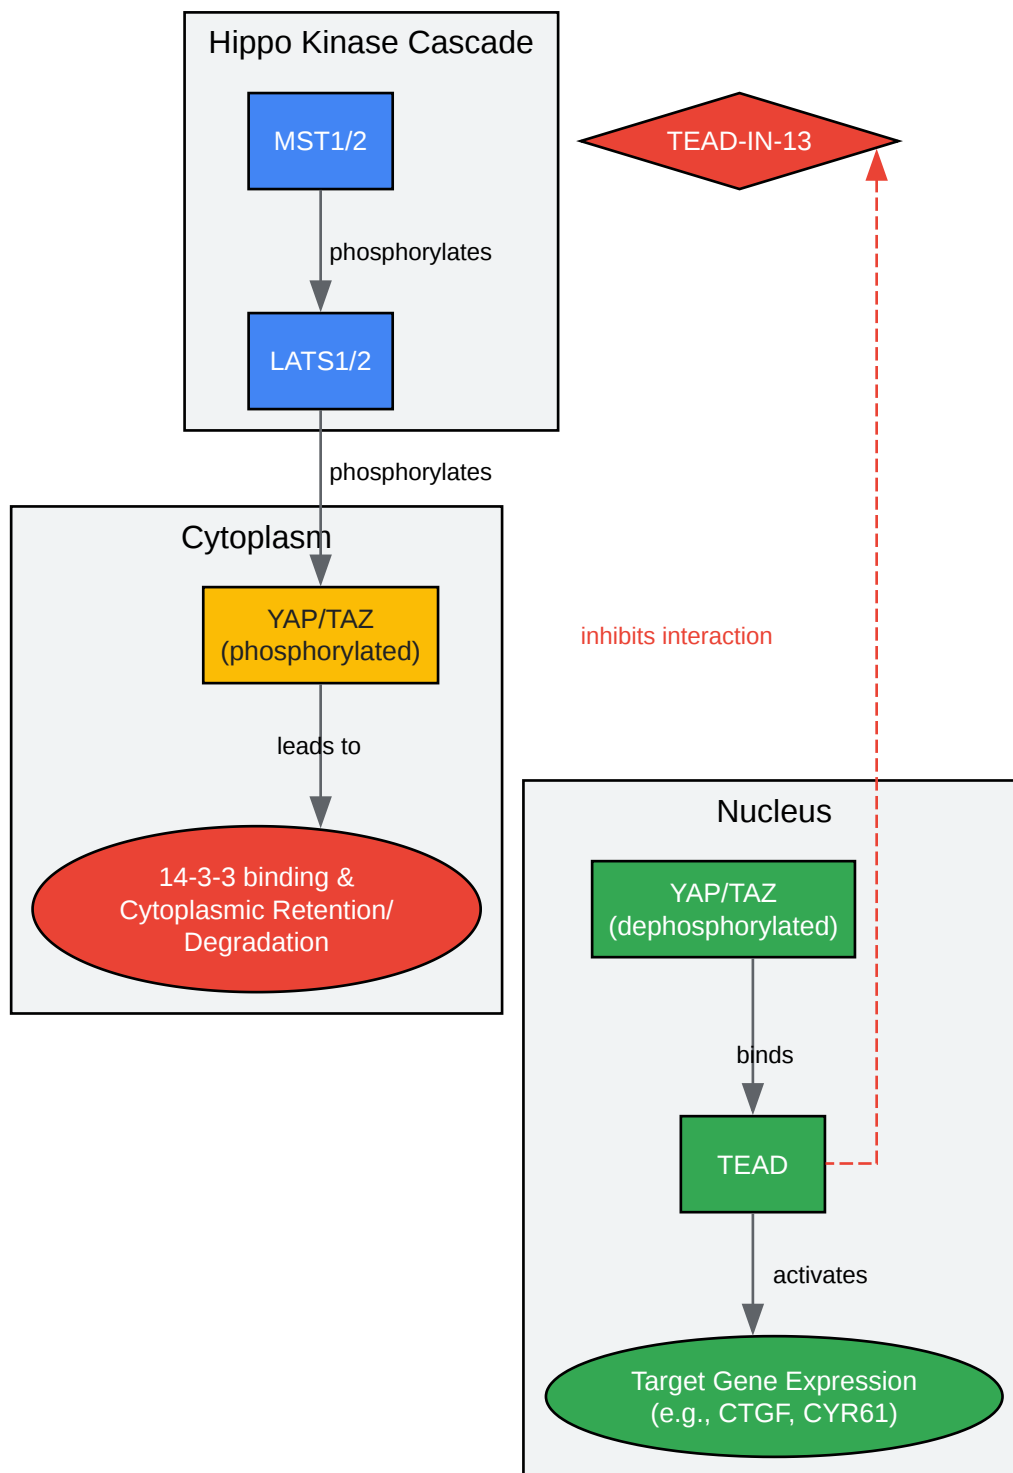 Hippo Kinase Cascade
MST1/2
TEAD-IN-13
phosphorylates
LATS1/2
phosphorylates
Cytoplasm
YAP/TAZ
(phosphorylated)
inhibits interaction
leads to
Nucleus
14-3-3 binding &
Cytoplasmic Retention/
Degradation
YAP/TAZ
(dephosphorylated)
binds
TEAD
activates
Target Gene Expression
(e.g., CTGF, CYR61)